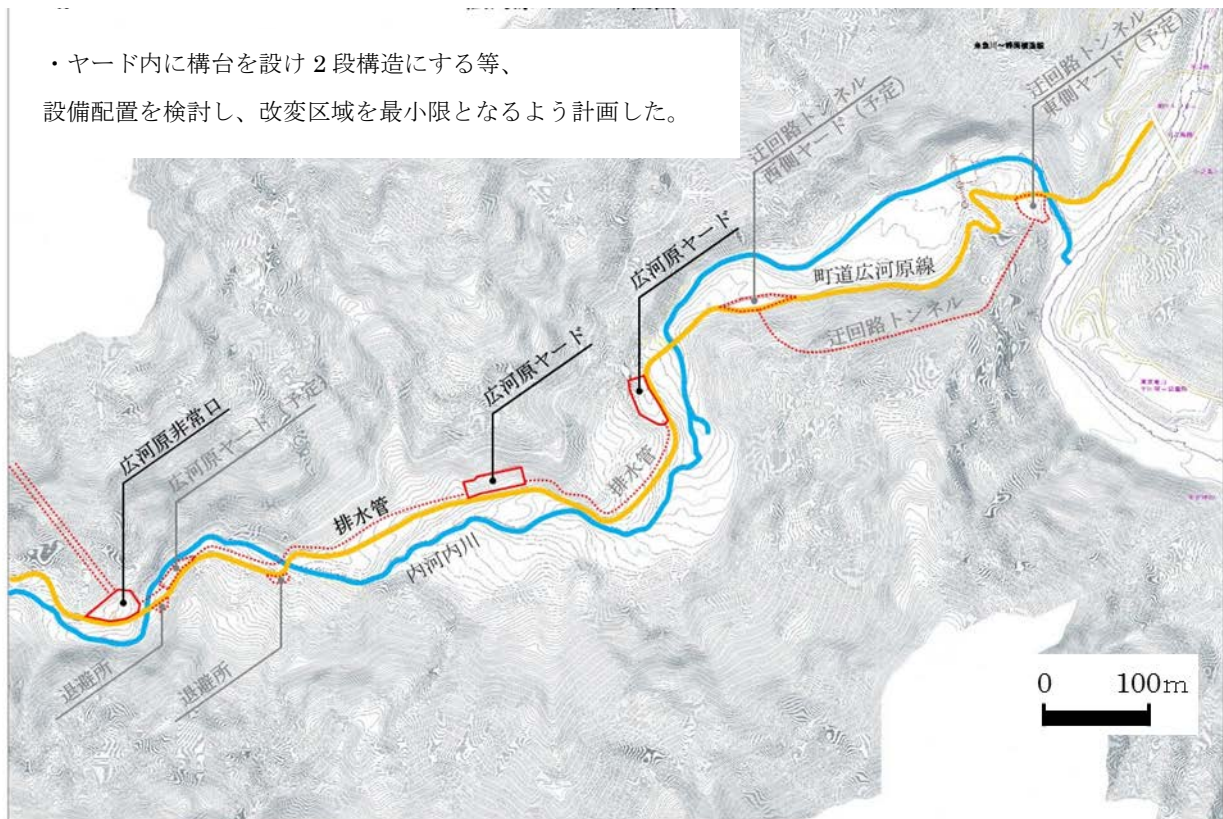 ・ヤード内に構台を設け 2 段構造にする等、
設備配置を検討し、改変区域を最小限となるよう計画した。
迂回路トンネル
西側ヤード（予定）
迂回路トンネル
東側ヤード（予定）
広河原ヤード
町道広河原線
迂回路トンネル
広河原ヤード
広河原非常口
広河原ヤード（予定）
排水管
排水管
内河内川
退避所
退避所
0 100m